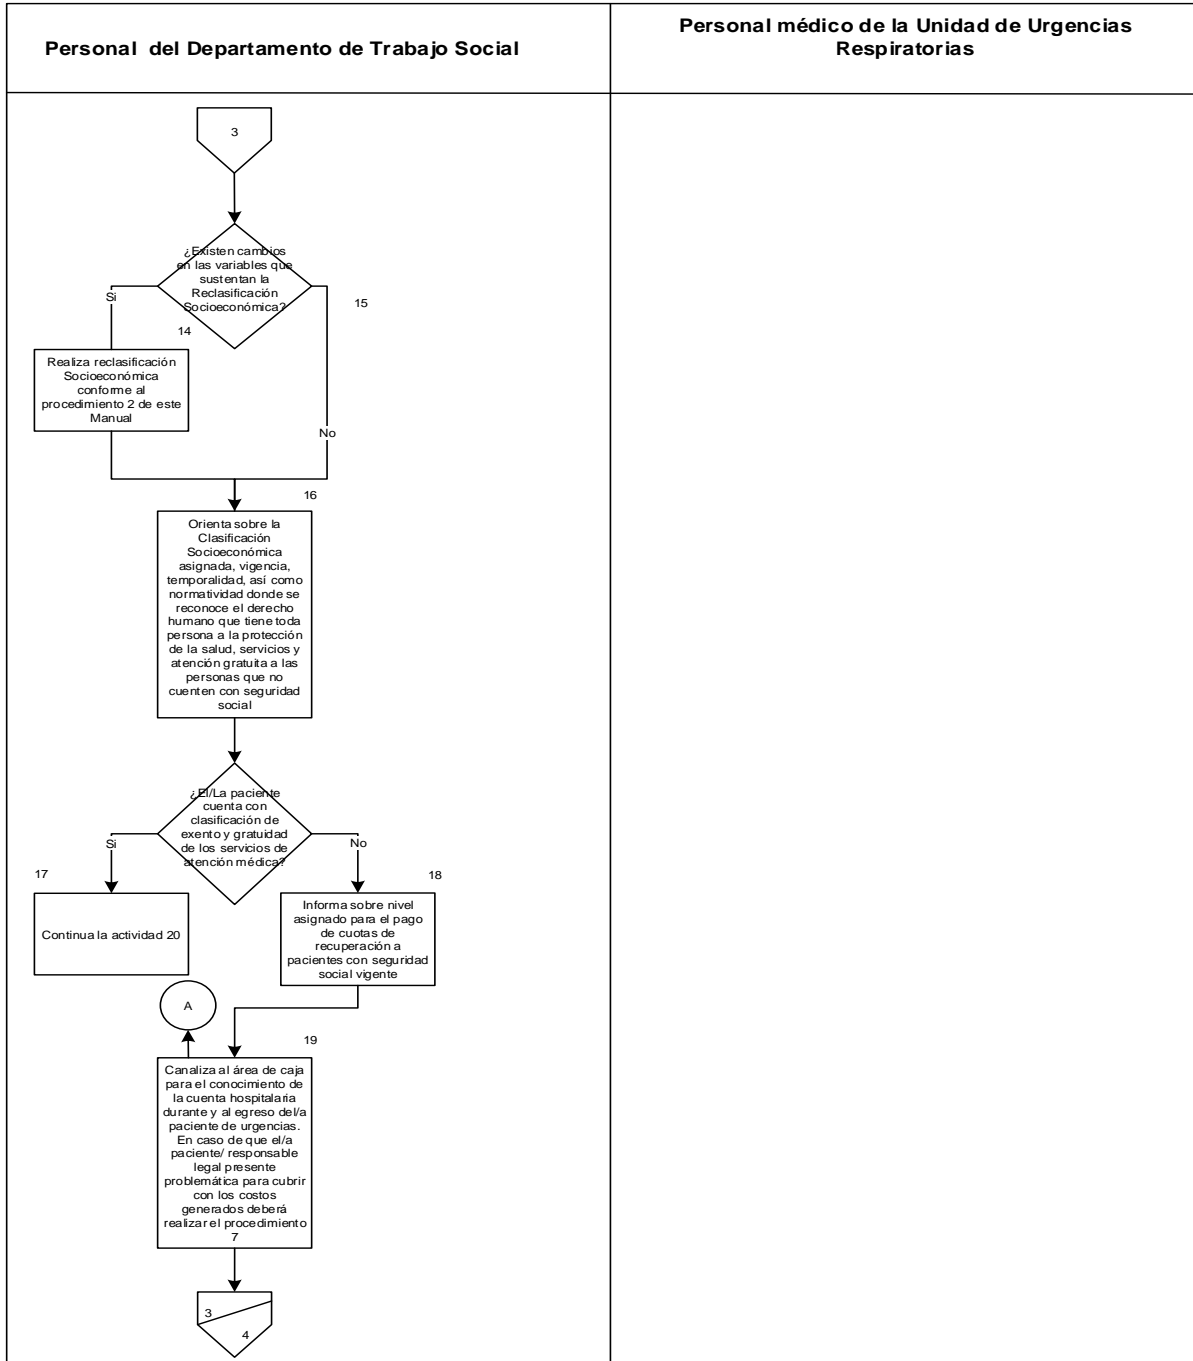 Personal del Departamento de Trabajo Social
Personal médico de la Unidad de Urgencias
Respiratorias
3
¿Existen cambios
en las variables que
sustentan la
Reclasificación
Socioeconómica?
Si
15
14
Realiza reclasificación
Socioeconómica
conforme al
procedimiento 2 de este
Manual
No
16
Orienta sobre la
Clasificación
Socioeconómica
asignada, vigencia,
temporalidad, así como
normatividad donde se
reconoce el derecho
humano que tiene toda
persona a la protección
de la salud, servicios y
atención gratuita a las
personas que no
cuenten con seguridad
social
¿El/La paciente
cuenta con
clasificación de
exento y gratuidad
de los servicios de
atención médica?
Si
No
17
18
Continua la actividad 20
Informa sobre nivel
asignado para el pago
de cuotas de
recuperación a
pacientes con seguridad
social vigente
A
19
Canaliza al área de caja
para el conocimiento de
la cuenta hospitalaria
durante y al egreso del/a
paciente de urgencias.
En caso de que el/a
paciente/ responsable
legal presente
problemática para cubrir
con los costos
generados deberá
realizar el procedimiento
7
3
4